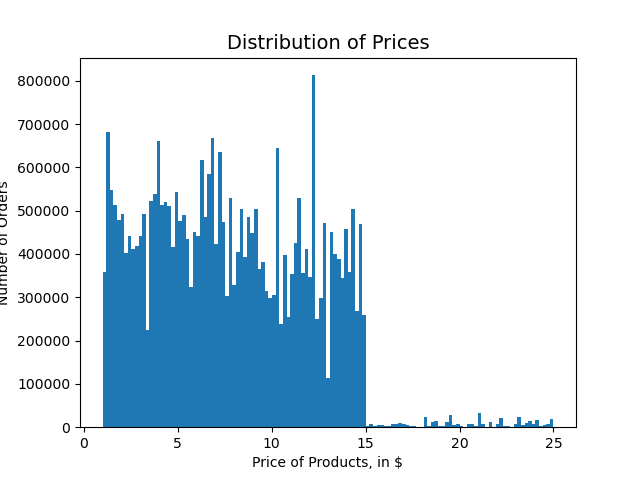 Distribution of Prices
Number of Orders
800000
700000
600000
500000
400000
300000
200000
100000
0
0 5 10 15 20 25
Price of Products, in $